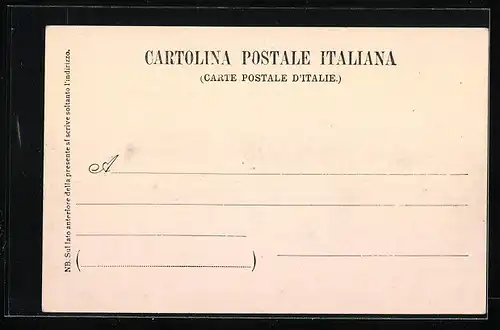 CARTOLINA POSTALE ITALIANA
(CARTE POSTALE D'ITALIE.)
A
NB. Sul lato anteriore della presente si scrive soltanto l'indirizzo.